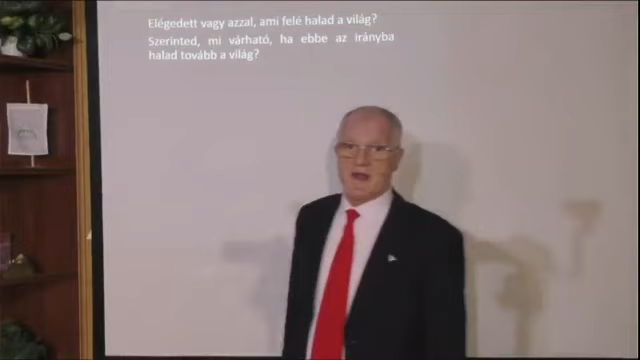 Elégedett vagy azzal, ami felé halad a világ?
Szerinted, mi várható, ha ebbe az irányba
halad tovább a világ?